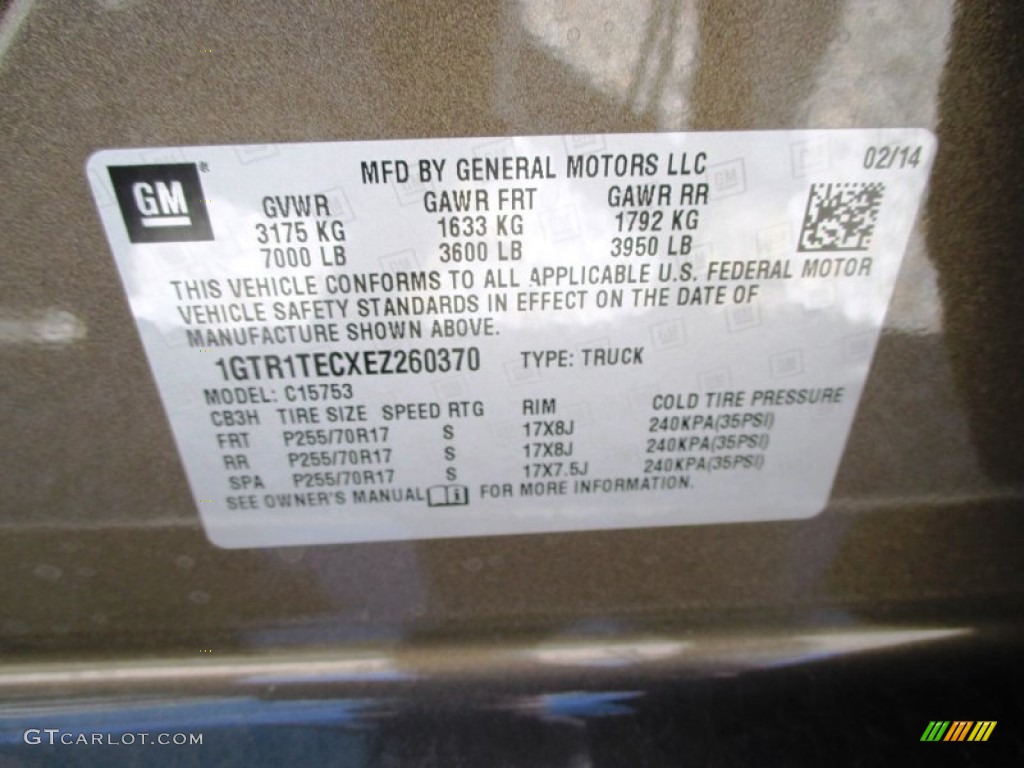 GM®
MFD BY GENERAL MOTORS LLC 02/14
GVWR GAWR FRT GAWR RR
3175 KG 1633 KG 1792 KG
7000 LB 3600 LB 3950 LB
THIS VEHICLE CONFORMS TO ALL APPLICABLE U.S. FEDERAL MOTOR
VEHICLE SAFETY STANDARDS IN EFFECT ON THE DATE OF
MANUFACTURE SHOWN ABOVE.
1GTR1TECXEZ260370 TYPE: TRUCK
MODEL: C15753
CB3H TIRE SIZE SPEED RTG RIM COLD TIRE PRESSURE
FRT P255/70R17 S 17X8J 240KPA(35PSI)
RR P255/70R17 S 17X8J 240KPA(35PSI)
SPA P255/70R17 S 17X7.5J 240KPA(35PSI)
SEE OWNER'S MANUAL FOR MORE INFORMATION.
GTCARLOT.COM